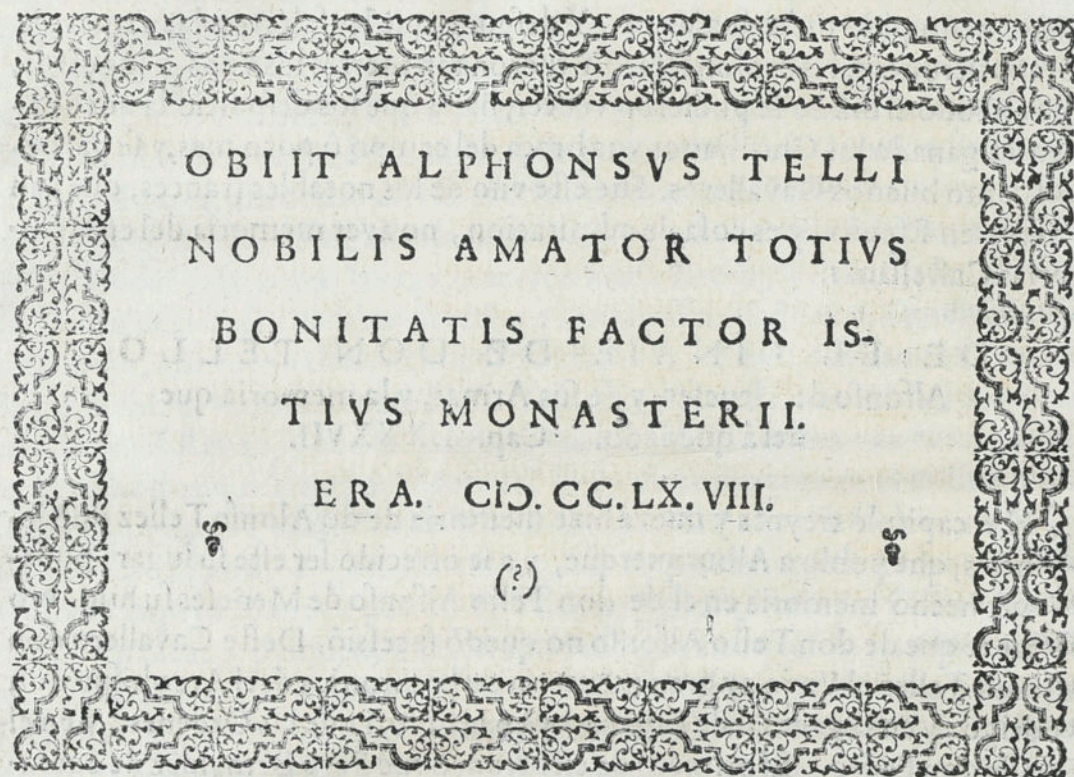 OBIIT ALPHONSVS TELLI
NOBILIS AMATOR TOTIVS
BONITATIS FACTOR IS-
TIVS MONASTERII.
ERA. CIↃ CC LX VIII.
(?)